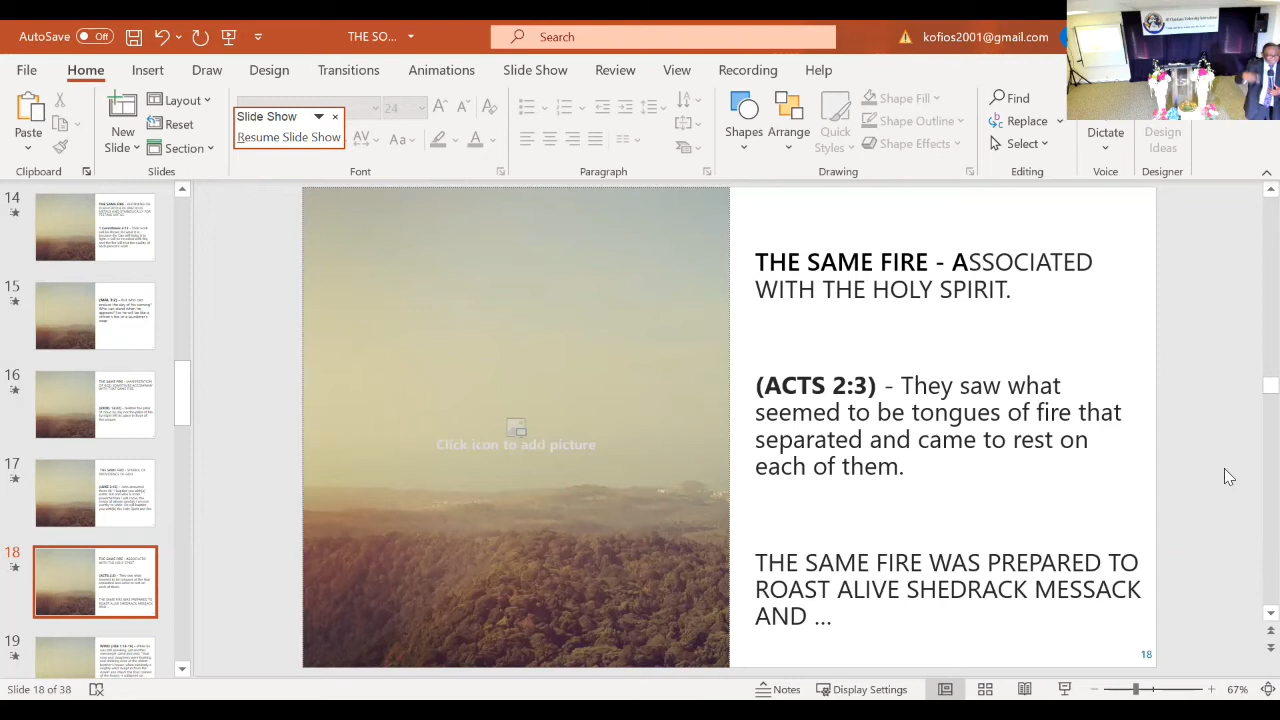 AutoSave Off THE SO... Search kofios2001@gmail.com
File Home Insert Draw Design Transitions Animations Slide Show Review View Recording Help
Paste
Clipboard
New Slide
Layout
Reset
Section
Slides
Slide Show
Resume Slide Show
24
Aa
Font
Paragraph
Shapes
Arrange
Quick Styles
Shape Fill
Shape Outline
Shape Effects
Drawing
Find
Replace
Select
Editing
Dictate
Voice
Design Ideas
Designer
14
15
16
17
18
19
Click icon to add picture
THE SAME FIRE - ASSOCIATED
WITH THE HOLY SPIRIT.
(ACTS 2:3) - They saw what
seemed to be tongues of fire that
separated and came to rest on
each of them.
THE SAME FIRE WAS PREPARED TO
ROAST ALIVE SHEDRACK MESSACK
AND ...
18
Slide 18 of 38 Notes Display Settings 67%